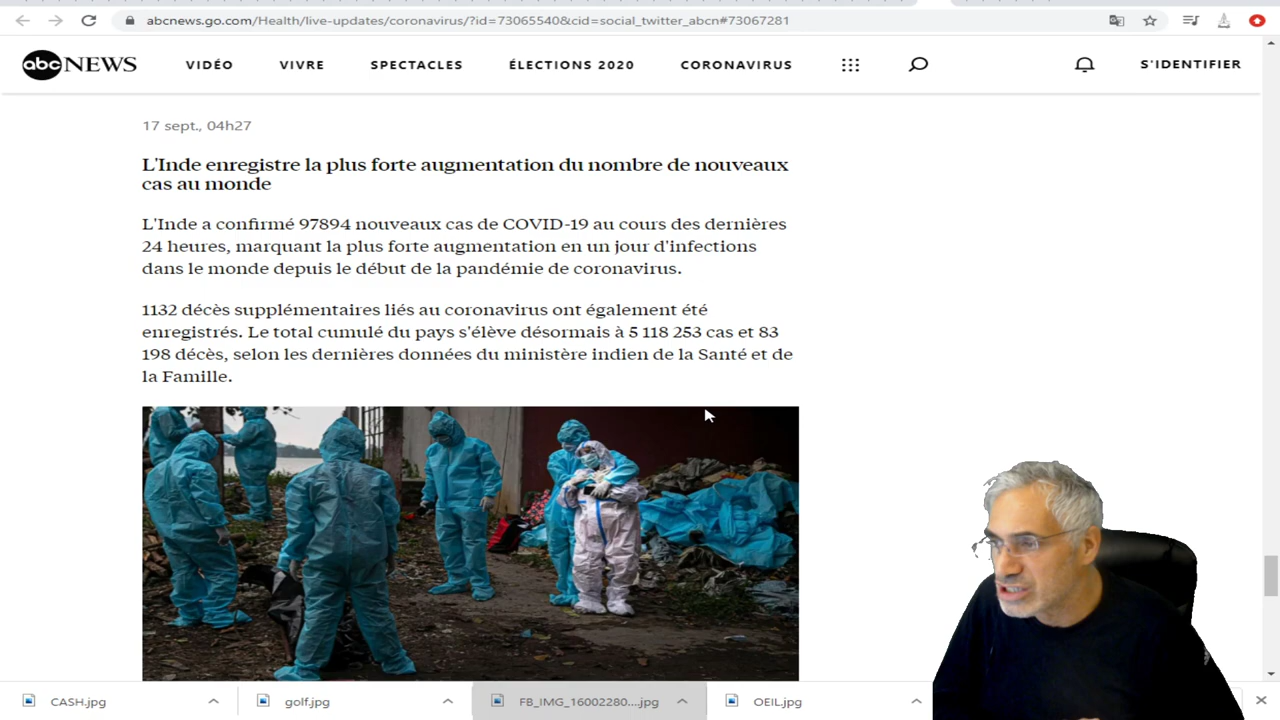 abcnews.go.com/Health/live-updates/coronavirus/?id=73065540&cid=social_twitter_abcn#73067281
abc NEWS VIDÉO VIVRE SPECTACLES ÉLECTIONS 2020 CORONAVIRUS S'IDENTIFIER
17 sept., 04h27
L'Inde enregistre la plus forte augmentation du nombre de nouveaux
cas au monde
L'Inde a confirmé 97894 nouveaux cas de COVID-19 au cours des dernières
24 heures, marquant la plus forte augmentation en un jour d'infections
dans le monde depuis le début de la pandémie de coronavirus.
1132 décès supplémentaires liés au coronavirus ont également été
enregistrés. Le total cumulé du pays s'élève désormais à 5 118 253 cas et 83
198 décès, selon les dernières données du ministère indien de la Santé et de
la Famille.
CASH.jpg golf.jpg FB_IMG_16002280....jpg OEIL.jpg